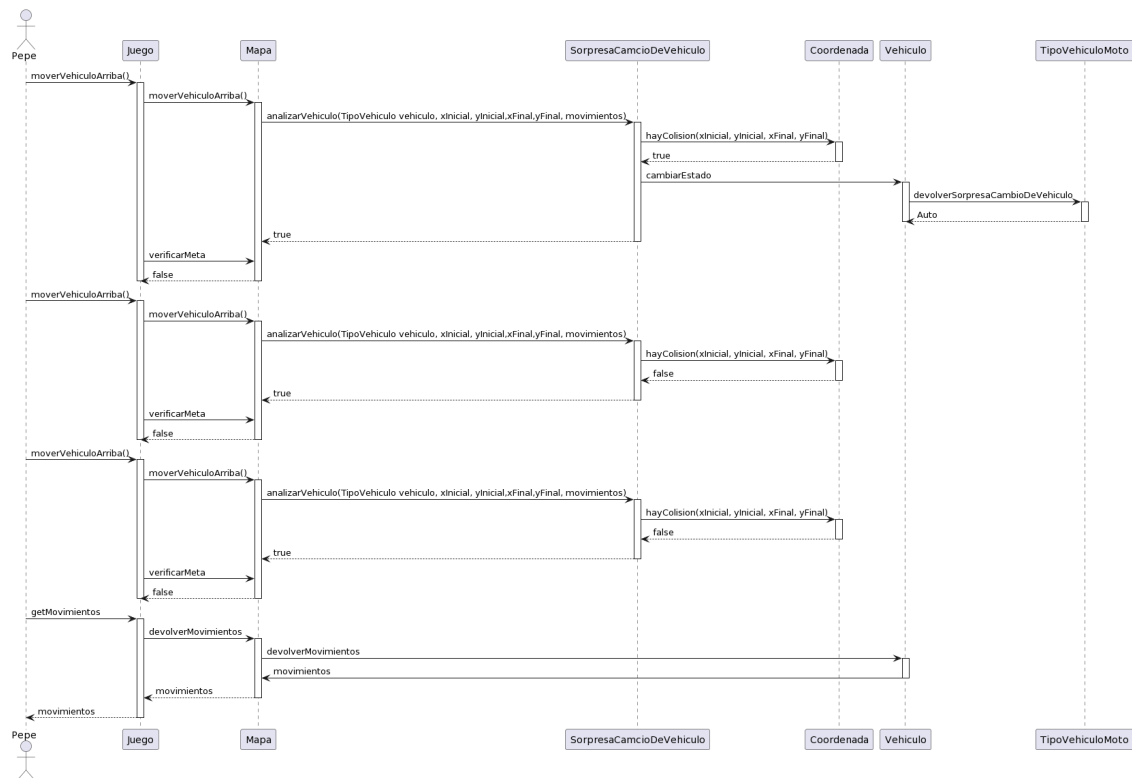 Pepe
Juego
Mapa
SorpresaCamcioDeVehiculo
Coordenada
Vehiculo
TipoVehiculoMoto
moverVehiculoArriba()
moverVehiculoArriba()
analizarVehiculo(TipoVehiculo vehiculo, xInicial, yInicial,xFinal,yFinal, movimientos)
hayColision(xInicial, yInicial, xFinal, yFinal)
true
cambiarEstado
devolverSorpresaCambioDeVehiculo
Auto
true
verificarMeta
false
moverVehiculoArriba()
moverVehiculoArriba()
analizarVehiculo(TipoVehiculo vehiculo, xInicial, yInicial,xFinal,yFinal, movimientos)
hayColision(xInicial, yInicial, xFinal, yFinal)
false
true
verificarMeta
false
moverVehiculoArriba()
moverVehiculoArriba()
analizarVehiculo(TipoVehiculo vehiculo, xInicial, yInicial,xFinal,yFinal, movimientos)
hayColision(xInicial, yInicial, xFinal, yFinal)
false
true
verificarMeta
false
getMovimientos
devolverMovimientos
devolverMovimientos
movimientos
movimientos
movimientos
Pepe
Juego
Mapa
SorpresaCamcioDeVehiculo
Coordenada
Vehiculo
TipoVehiculoMoto